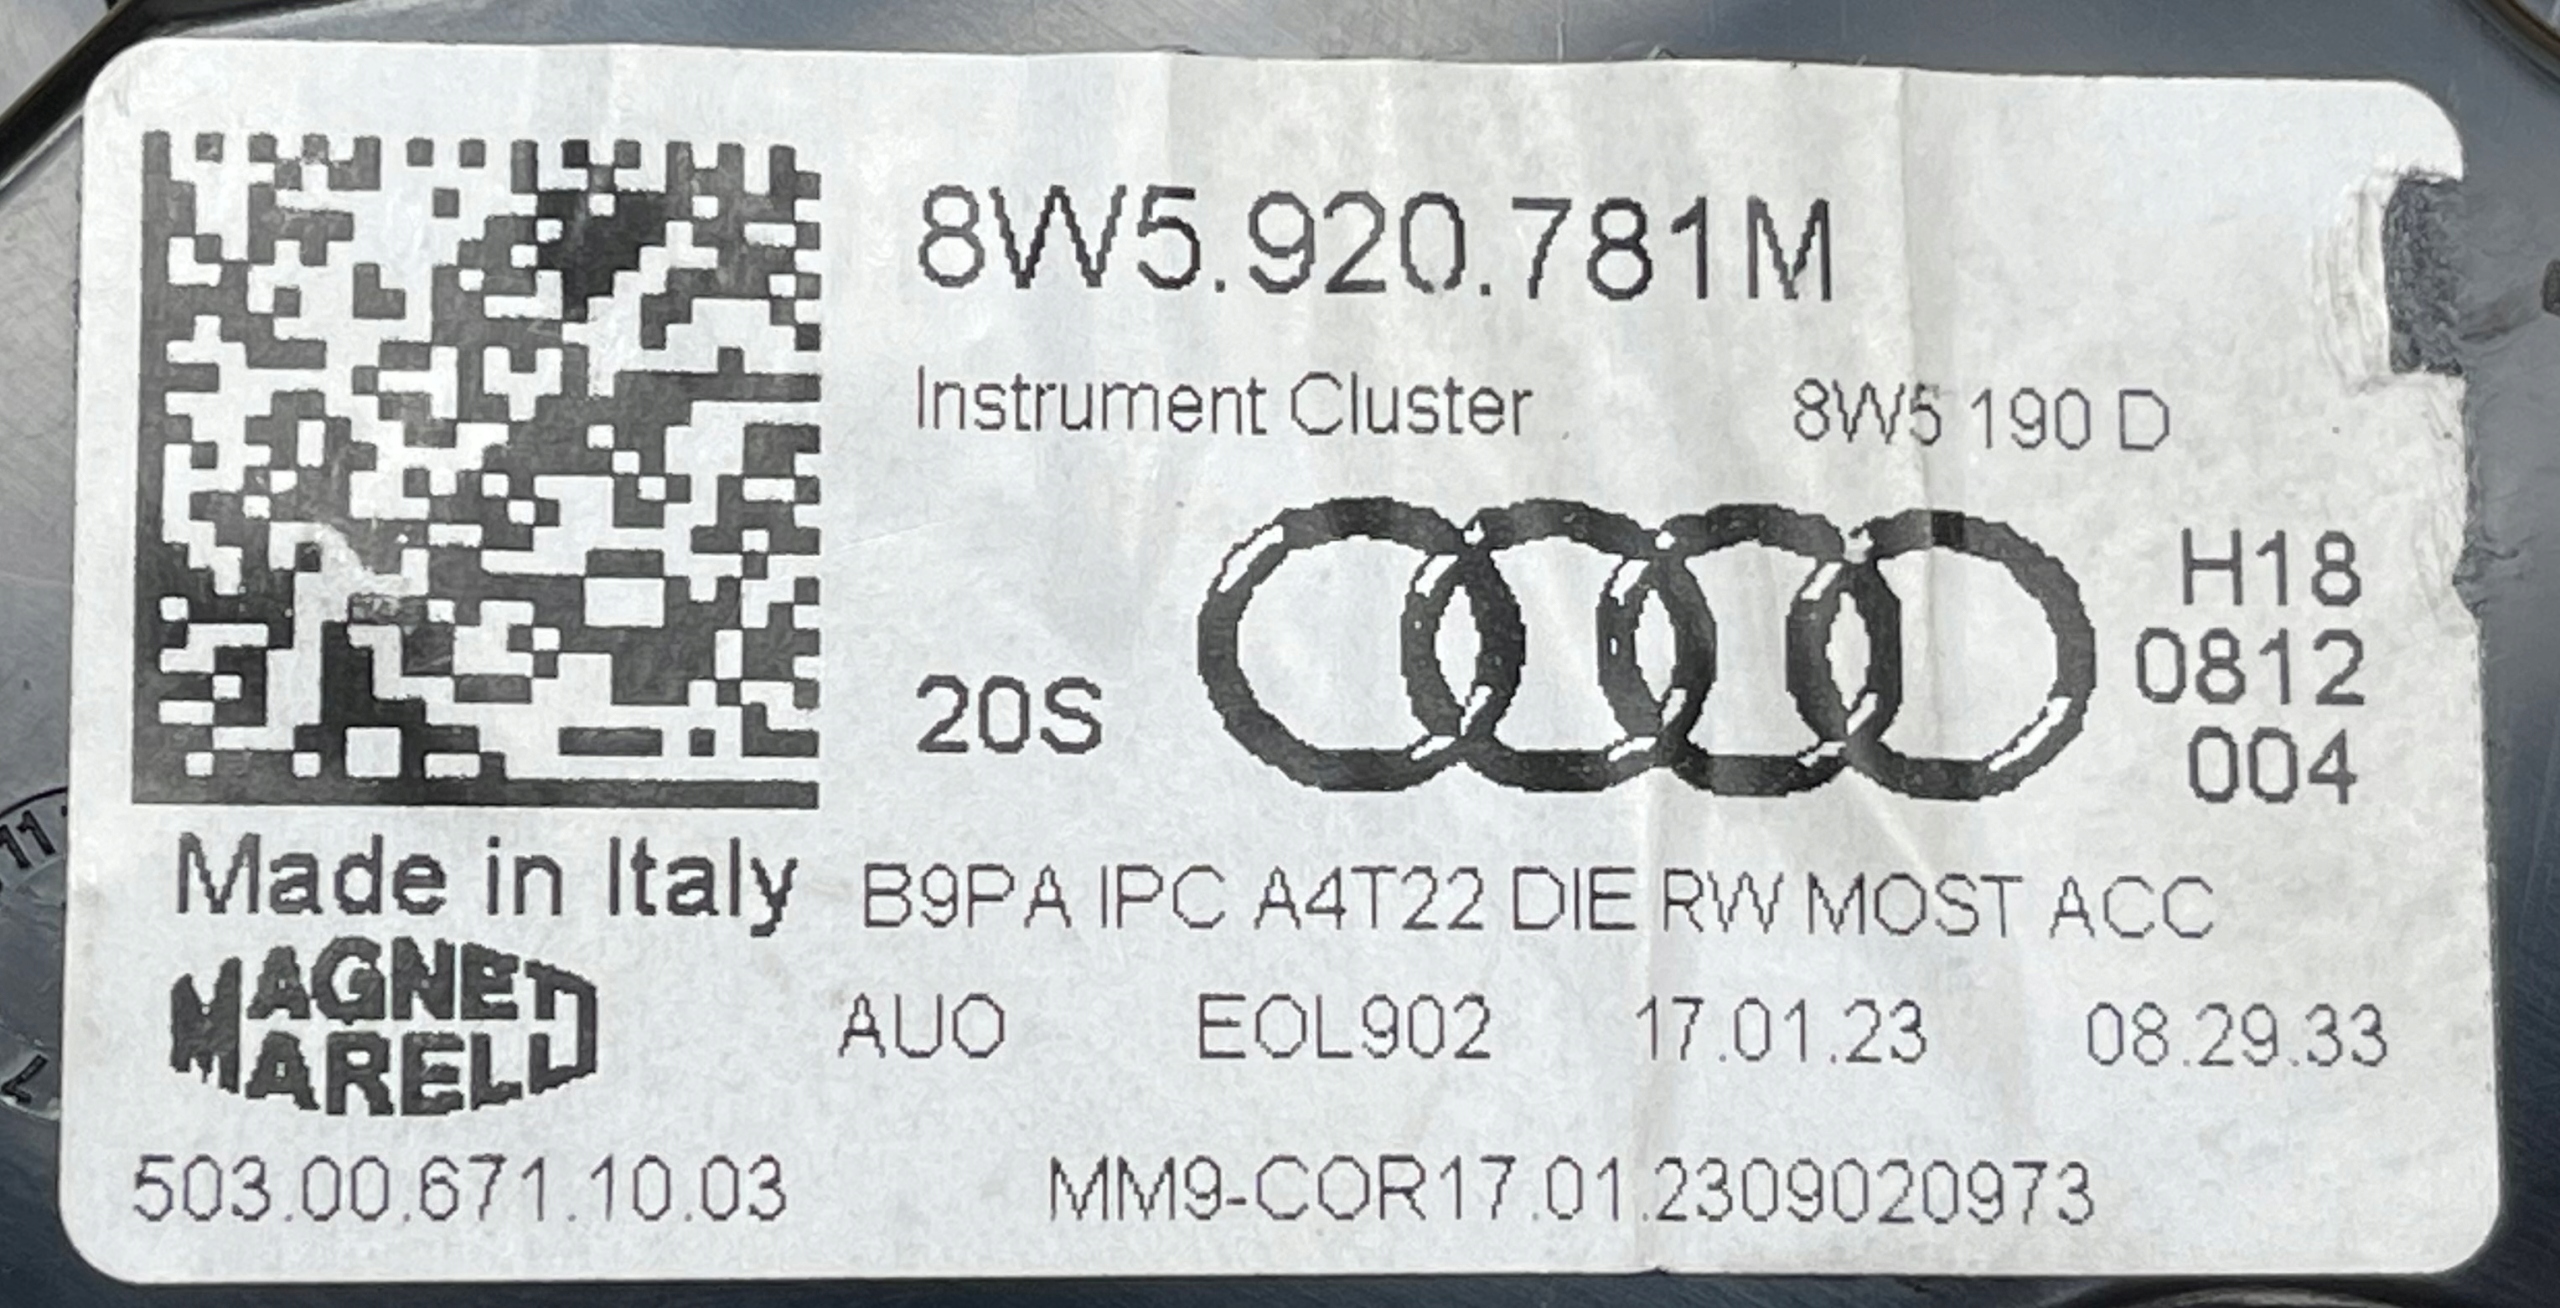 8W5.920.781M
Instrument Cluster 8W5 190 D
H18
0812
20S
004
Made in Italy
B9PA IPC A4T22 DIE RW MOST ACC
MAGNETI
MARELLI
AUO EOL902 17.01.23 08.29.33
503.00.671.10.03 MM9-COR17.01.2309020973
11